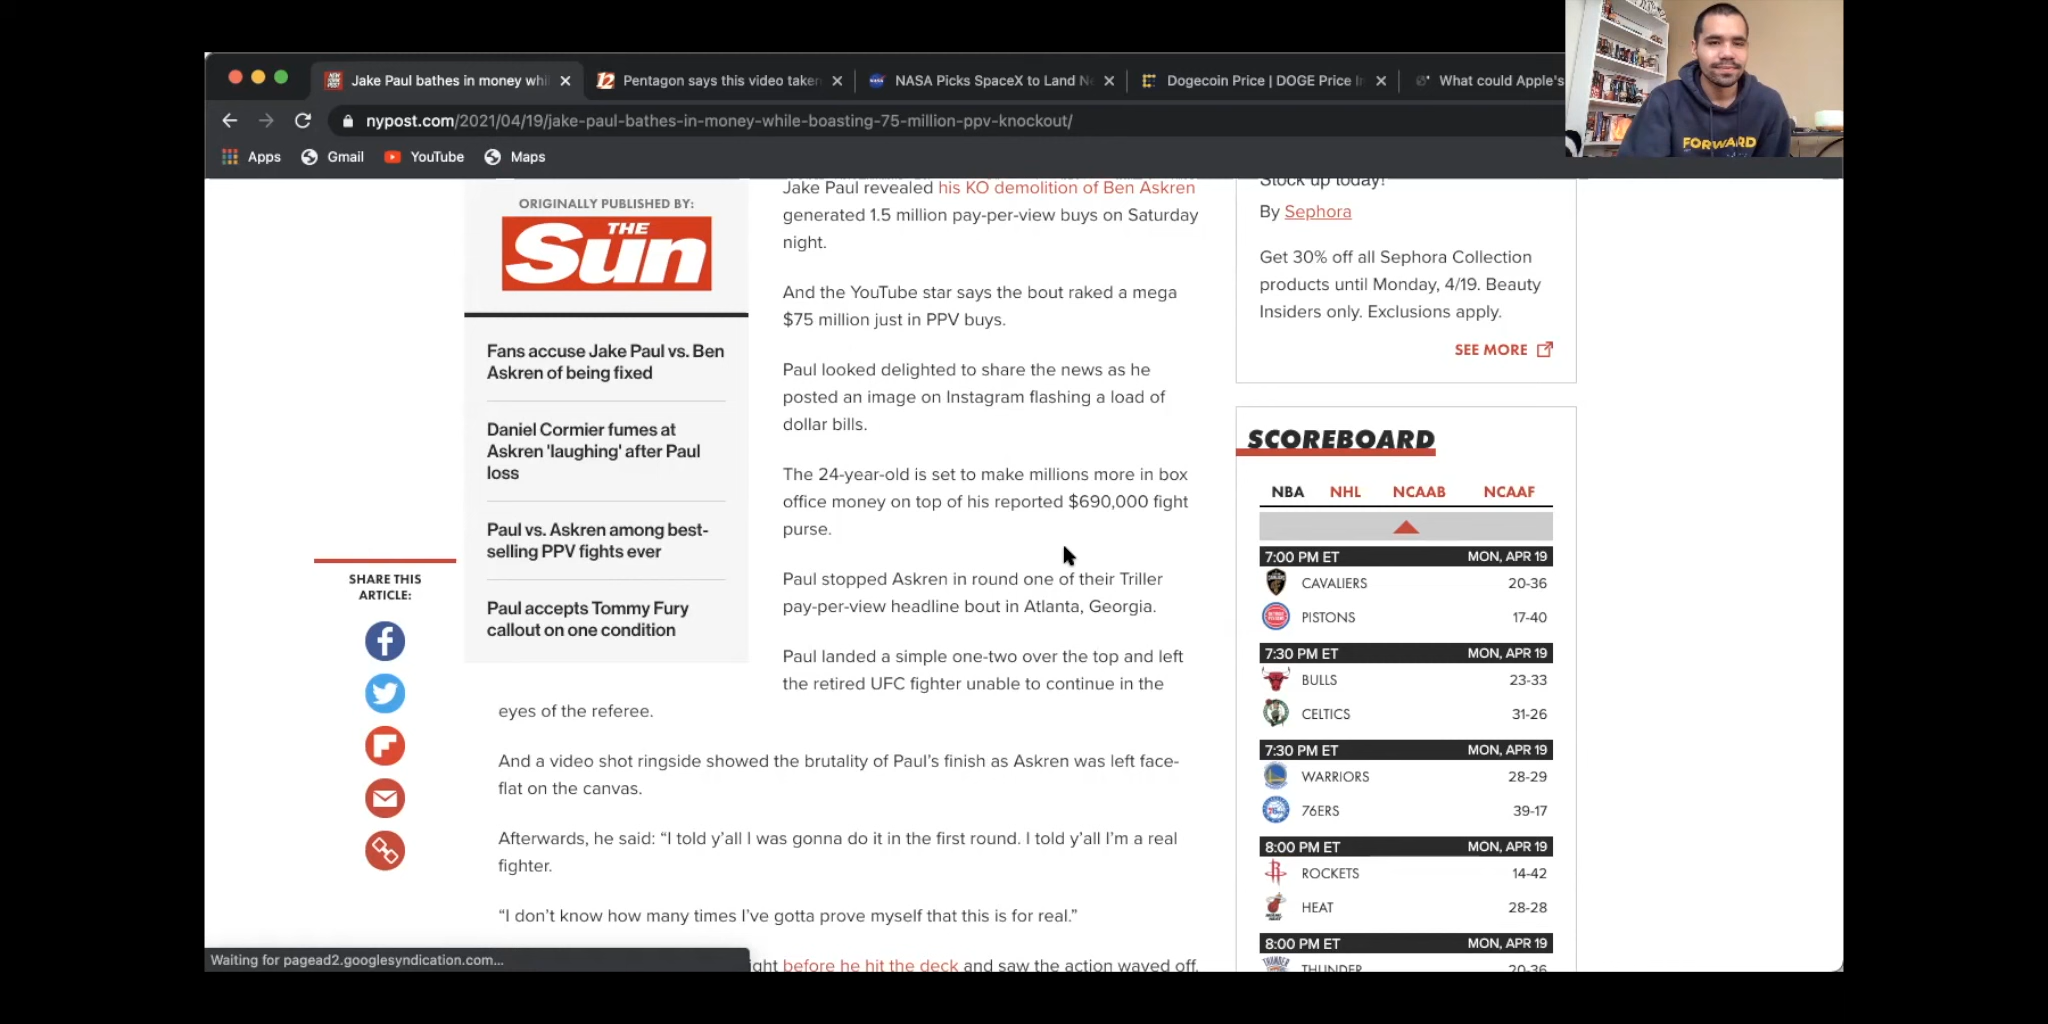 Jake Paul bathes in money whi
Pentagon says this video taken
NASA Picks SpaceX to Land N
Dogecoin Price | DOGE Price I
What could Apple's
nypost.com/2021/04/19/jake-paul-bathes-in-money-while-boasting-75-million-ppv-knockout/
Apps
Gmail
YouTube
Maps
FORWARD
ORIGINALLY PUBLISHED BY:
THE
Sun
Fans accuse Jake Paul vs. Ben
Askren of being fixed
Daniel Cormier fumes at
Askren 'laughing' after Paul
loss
Paul vs. Askren among best-
selling PPV fights ever
Paul accepts Tommy Fury
callout on one condition
SHARE THIS
ARTICLE:
Jake Paul revealed his KO demolition of Ben Askren
generated 1.5 million pay-per-view buys on Saturday
night.
And the YouTube star says the bout raked a mega
$75 million just in PPV buys.
Paul looked delighted to share the news as he
posted an image on Instagram flashing a load of
dollar bills.
The 24-year-old is set to make millions more in box
office money on top of his reported $690,000 fight
purse.
Paul stopped Askren in round one of their Triller
pay-per-view headline bout in Atlanta, Georgia.
Paul landed a simple one-two over the top and left
the retired UFC fighter unable to continue in the
eyes of the referee.
And a video shot ringside showed the brutality of Paul's finish as Askren was left face-
flat on the canvas.
Afterwards, he said: “I told y'all I was gonna do it in the first round. I told y'all I'm a real
fighter.
“I don't know how many times I've gotta prove myself that this is for real.”
before he hit the deck and saw the action waved off.
Waiting for pagead2.googlesyndication.com...
Stock up today!
By Sephora
Get 30% off all Sephora Collection
products until Monday, 4/19. Beauty
Insiders only. Exclusions apply.
SEE MORE
SCOREBOARD
NBA NHL NCAAB NCAAF
7:00 PM ET MON, APR 19
CAVALIERS 20-36
PISTONS 17-40
7:30 PM ET MON, APR 19
BULLS 23-33
CELTICS 31-26
7:30 PM ET MON, APR 19
WARRIORS 28-29
76ERS 39-17
8:00 PM ET MON, APR 19
ROCKETS 14-42
HEAT 28-28
8:00 PM ET MON, APR 19
THUNDER 20-36